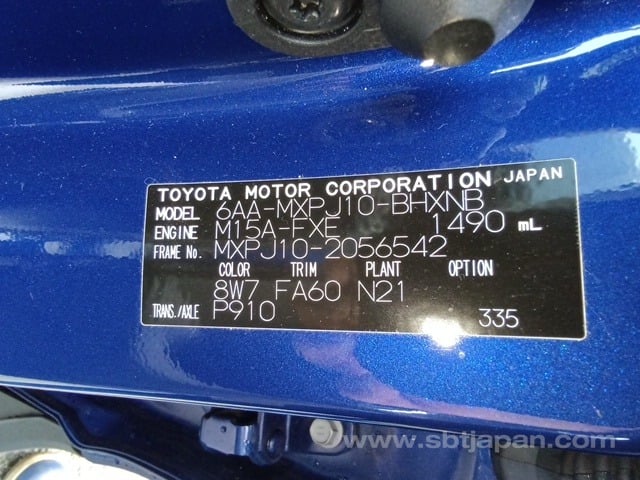 TOYOTA MOTOR CORPORATION JAPAN
MODEL 6AA-MXPJ10-BHXNB
ENGINE M15A-FXE 1490 mL
FRAME No. MXPJ10-2056542
COLOR TRIM PLANT OPTION
8W7 FA60 N21
TRANS./AXLE P910 335
www.sbtjapan.com